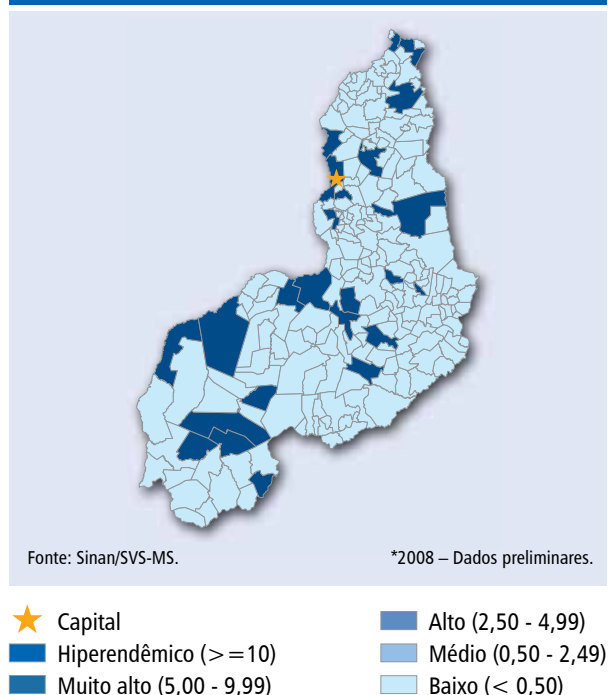 Fonte: Sinan/SVS-MS.
*2008 – Dados preliminares.
Capital
Hiperendêmico (>=10)
Muito alto (5,00 - 9,99)
Alto (2,50 - 4,99)
Médio (0,50 - 2,49)
Baixo (< 0,50)